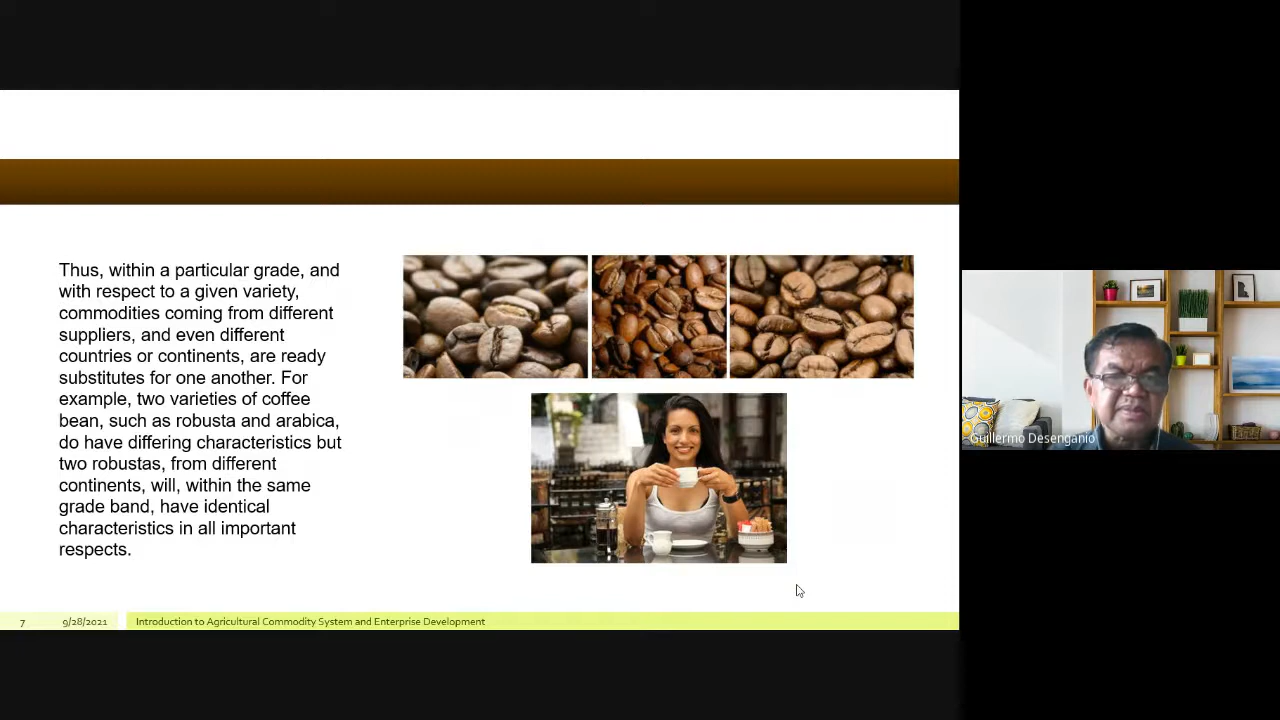 Thus, within a particular grade, and
with respect to a given variety,
commodities coming from different
suppliers, and even different
countries or continents, are ready
substitutes for one another. For
example, two varieties of coffee
bean, such as robusta and arabica,
do have differing characteristics but
two robustas, from different
continents, will, within the same
grade band, have identical
characteristics in all important
respects.
7 9/28/2021 Introduction to Agricultural Commodity System and Enterprise Development
Guillermo Desenganio